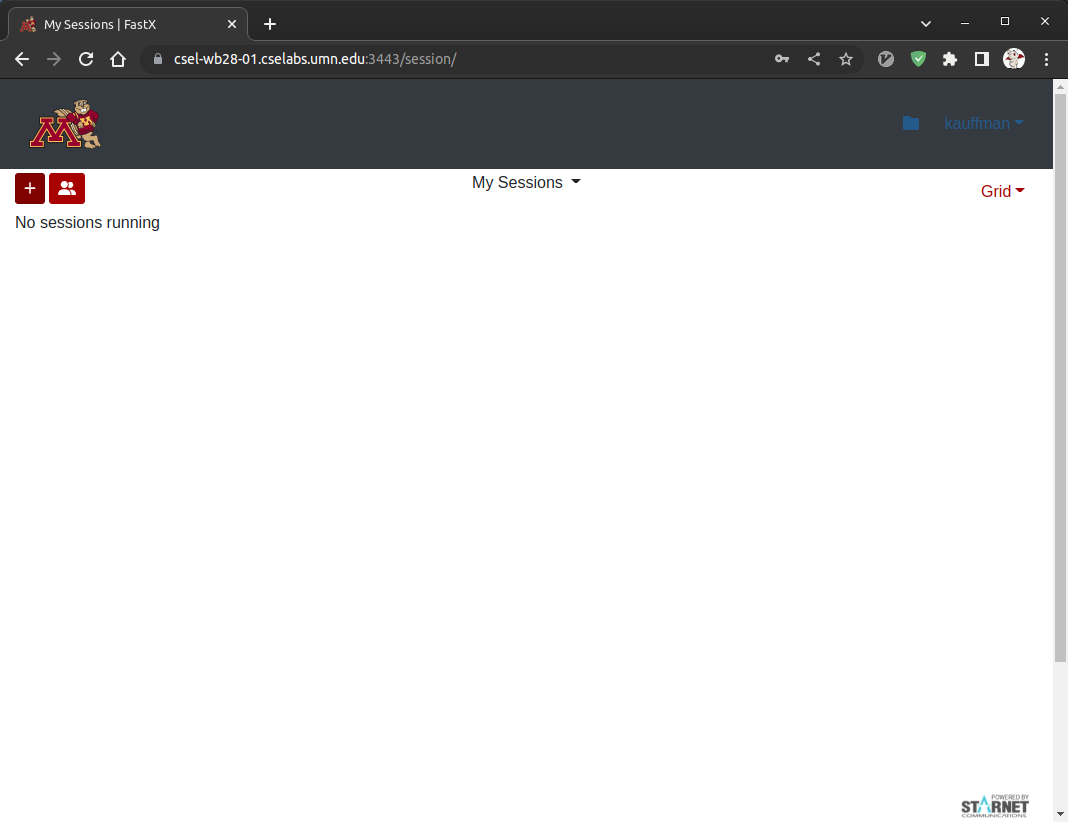 My Sessions | FastX
csel-wb28-01.cselabs.umn.edu:3443/session/
M
kauffman
+
My Sessions
Grid
No sessions running
POWERED BY
STARNET
COMMUNICATIONS